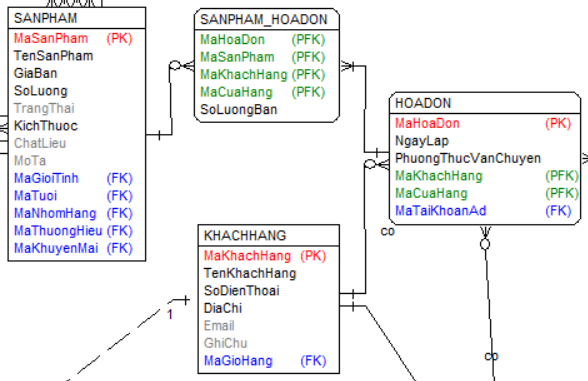 SANPHAM
MaSanPham (PK)
TenSanPham
GiaBan
SoLuong
TrangThai
KichThuoc
ChatLieu
MoTa
MaGioiTinh (FK)
MaTuoi (FK)
MaNhomHang (FK)
MaThuongHieu (FK)
MaKhuyenMai (FK)
SANPHAM_HOADON
MaHoaDon (PFK)
MaSanPham (PFK)
MaKhachHang (PFK)
MaCuaHang (PFK)
SoLuongBan
HOADON
MaHoaDon (PK)
NgayLap
PhuongThucVanChuyen
MaKhachHang (PFK)
MaCuaHang (PFK)
MaTaiKhoanAd (FK)
KHACHHANG
MaKhachHang (PK)
TenKhachHang
SoDienThoai
DiaChi
Email
GhiChu
MaGioHang (FK)
co
1
co